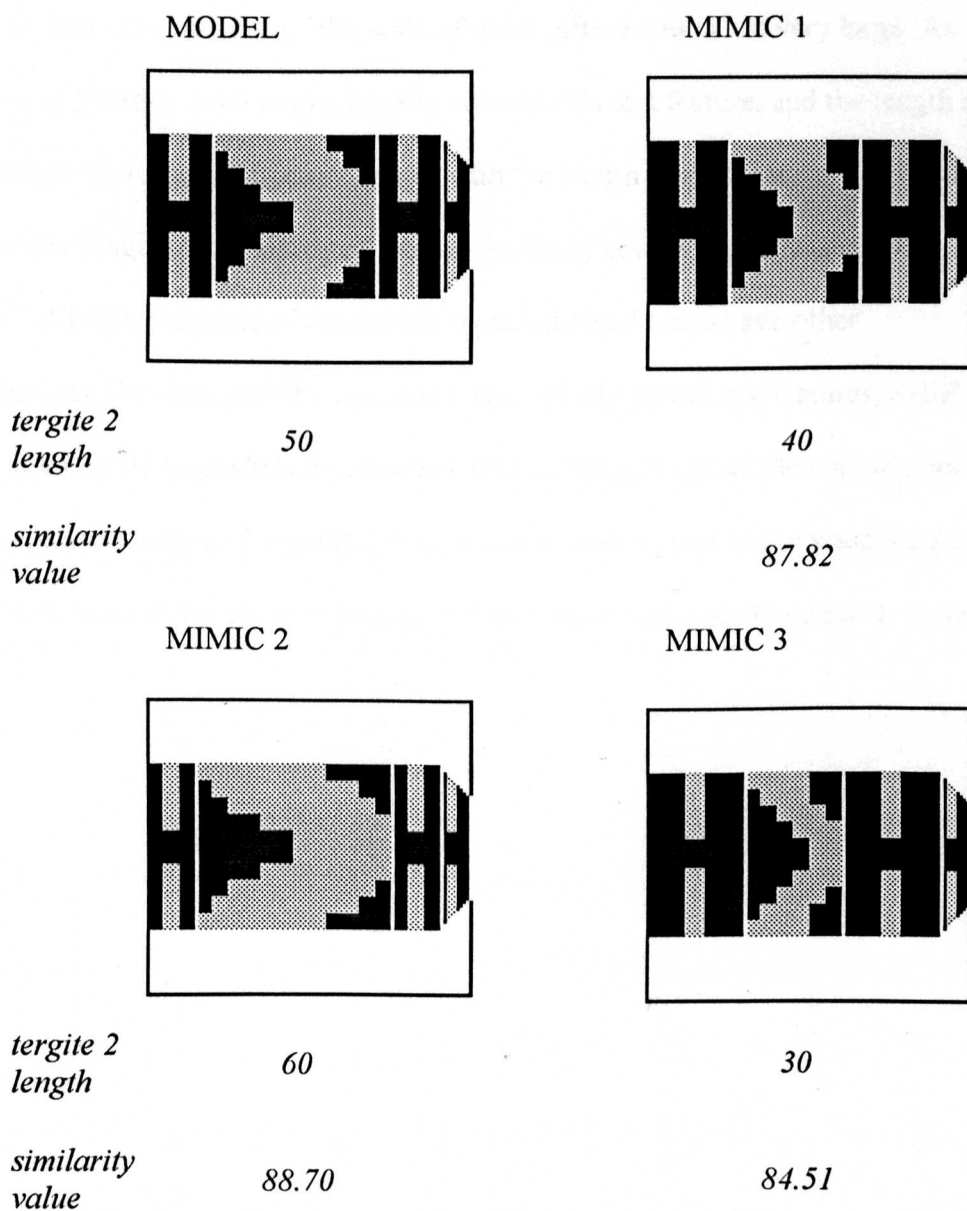 MODEL
MIMIC 1
tergite 2
length
50
40
similarity
value
87.82
MIMIC 2
MIMIC 3
tergite 2
length
60
30
similarity
value
88.70
84.51